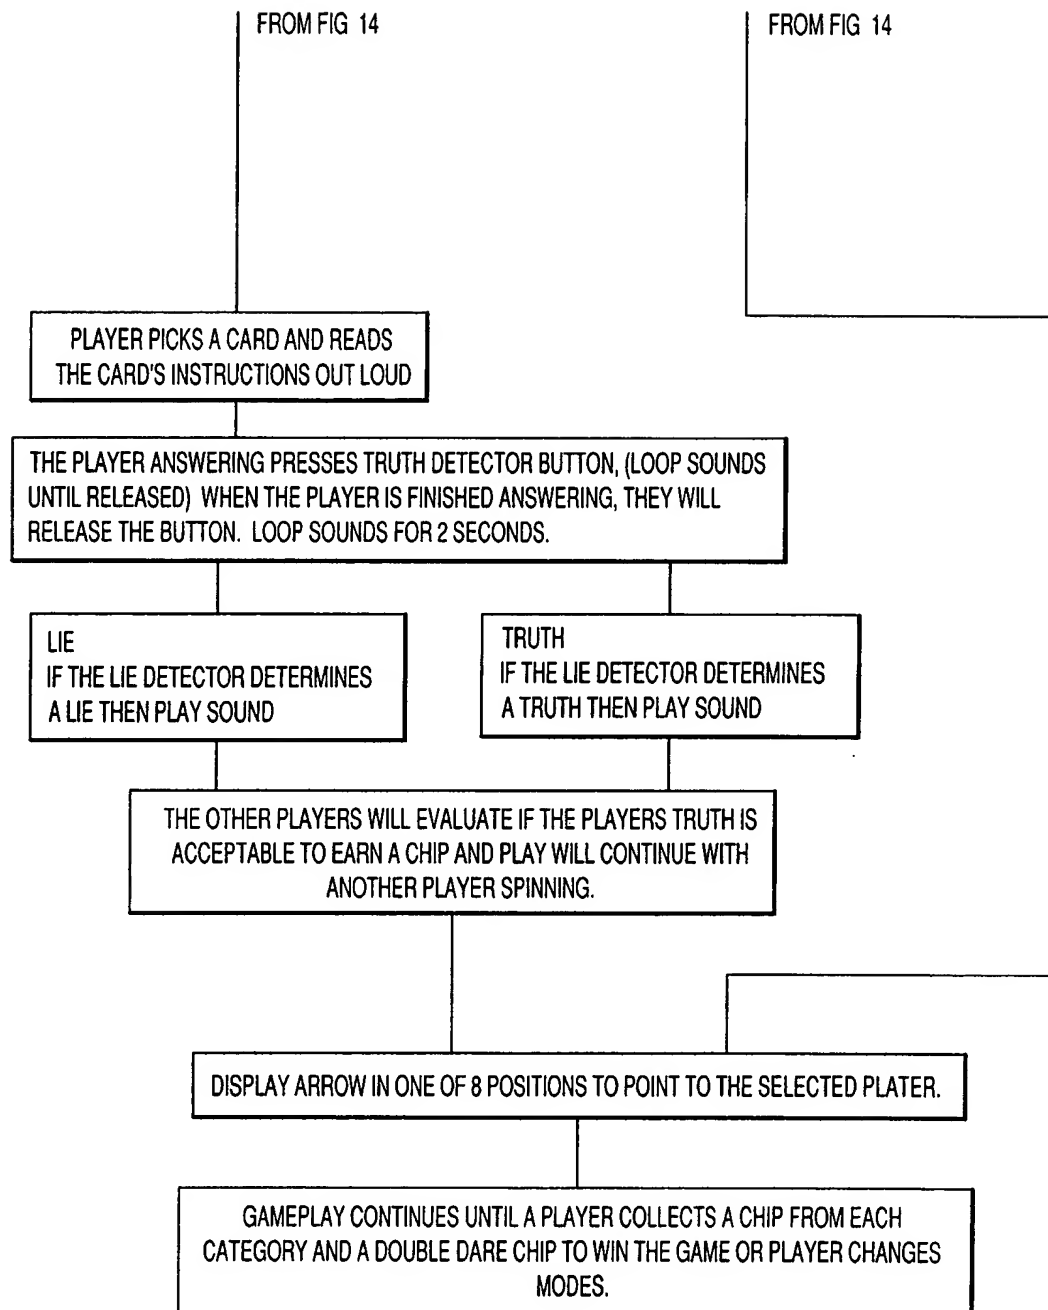 FROM FIG 14
FROM FIG 14
PLAYER PICKS A CARD AND READS
THE CARD'S INSTRUCTIONS OUT LOUD
THE PLAYER ANSWERING PRESSES TRUTH DETECTOR BUTTON, (LOOP SOUNDS
UNTIL RELEASED) WHEN THE PLAYER IS FINISHED ANSWERING, THEY WILL
RELEASE THE BUTTON. LOOP SOUNDS FOR 2 SECONDS.
LIE
IF THE LIE DETECTOR DETERMINES
A LIE THEN PLAY SOUND
TRUTH
IF THE LIE DETECTOR DETERMINES
A TRUTH THEN PLAY SOUND
THE OTHER PLAYERS WILL EVALUATE IF THE PLAYERS TRUTH IS
ACCEPTABLE TO EARN A CHIP AND PLAY WILL CONTINUE WITH
ANOTHER PLAYER SPINNING.
DISPLAY ARROW IN ONE OF 8 POSITIONS TO POINT TO THE SELECTED PLATER.
GAMEPLAY CONTINUES UNTIL A PLAYER COLLECTS A CHIP FROM EACH
CATEGORY AND A DOUBLE DARE CHIP TO WIN THE GAME OR PLAYER CHANGES
MODES.